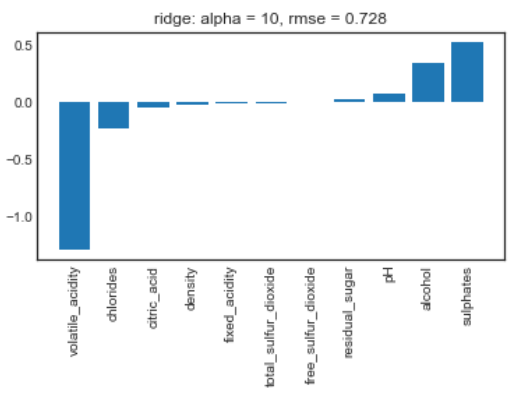 ridge: alpha = 10, rmse = 0.728
0.5
0.0
−0.5
−1.0
volatile_acidity
chlorides
citric_acid
density
fixed_acidity
total_sulfur_dioxide
free_sulfur_dioxide
residual_sugar
pH
alcohol
sulphates